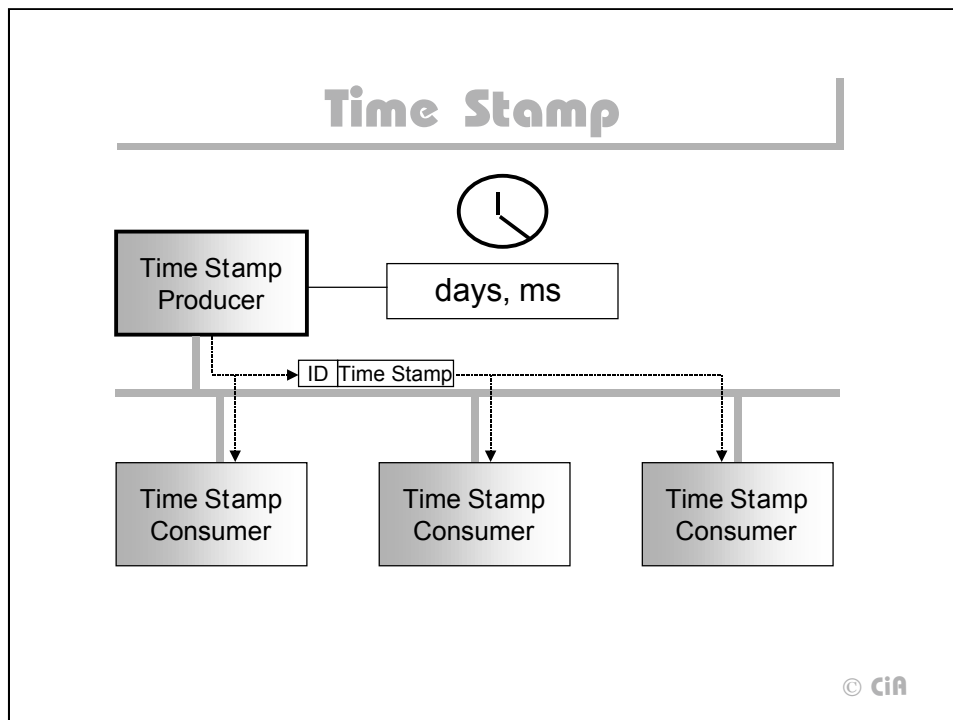 Time Stamp
Time Stamp
Producer
days, ms
ID Time Stamp
Time Stamp
Consumer
Time Stamp
Consumer
Time Stamp
Consumer
© CiA